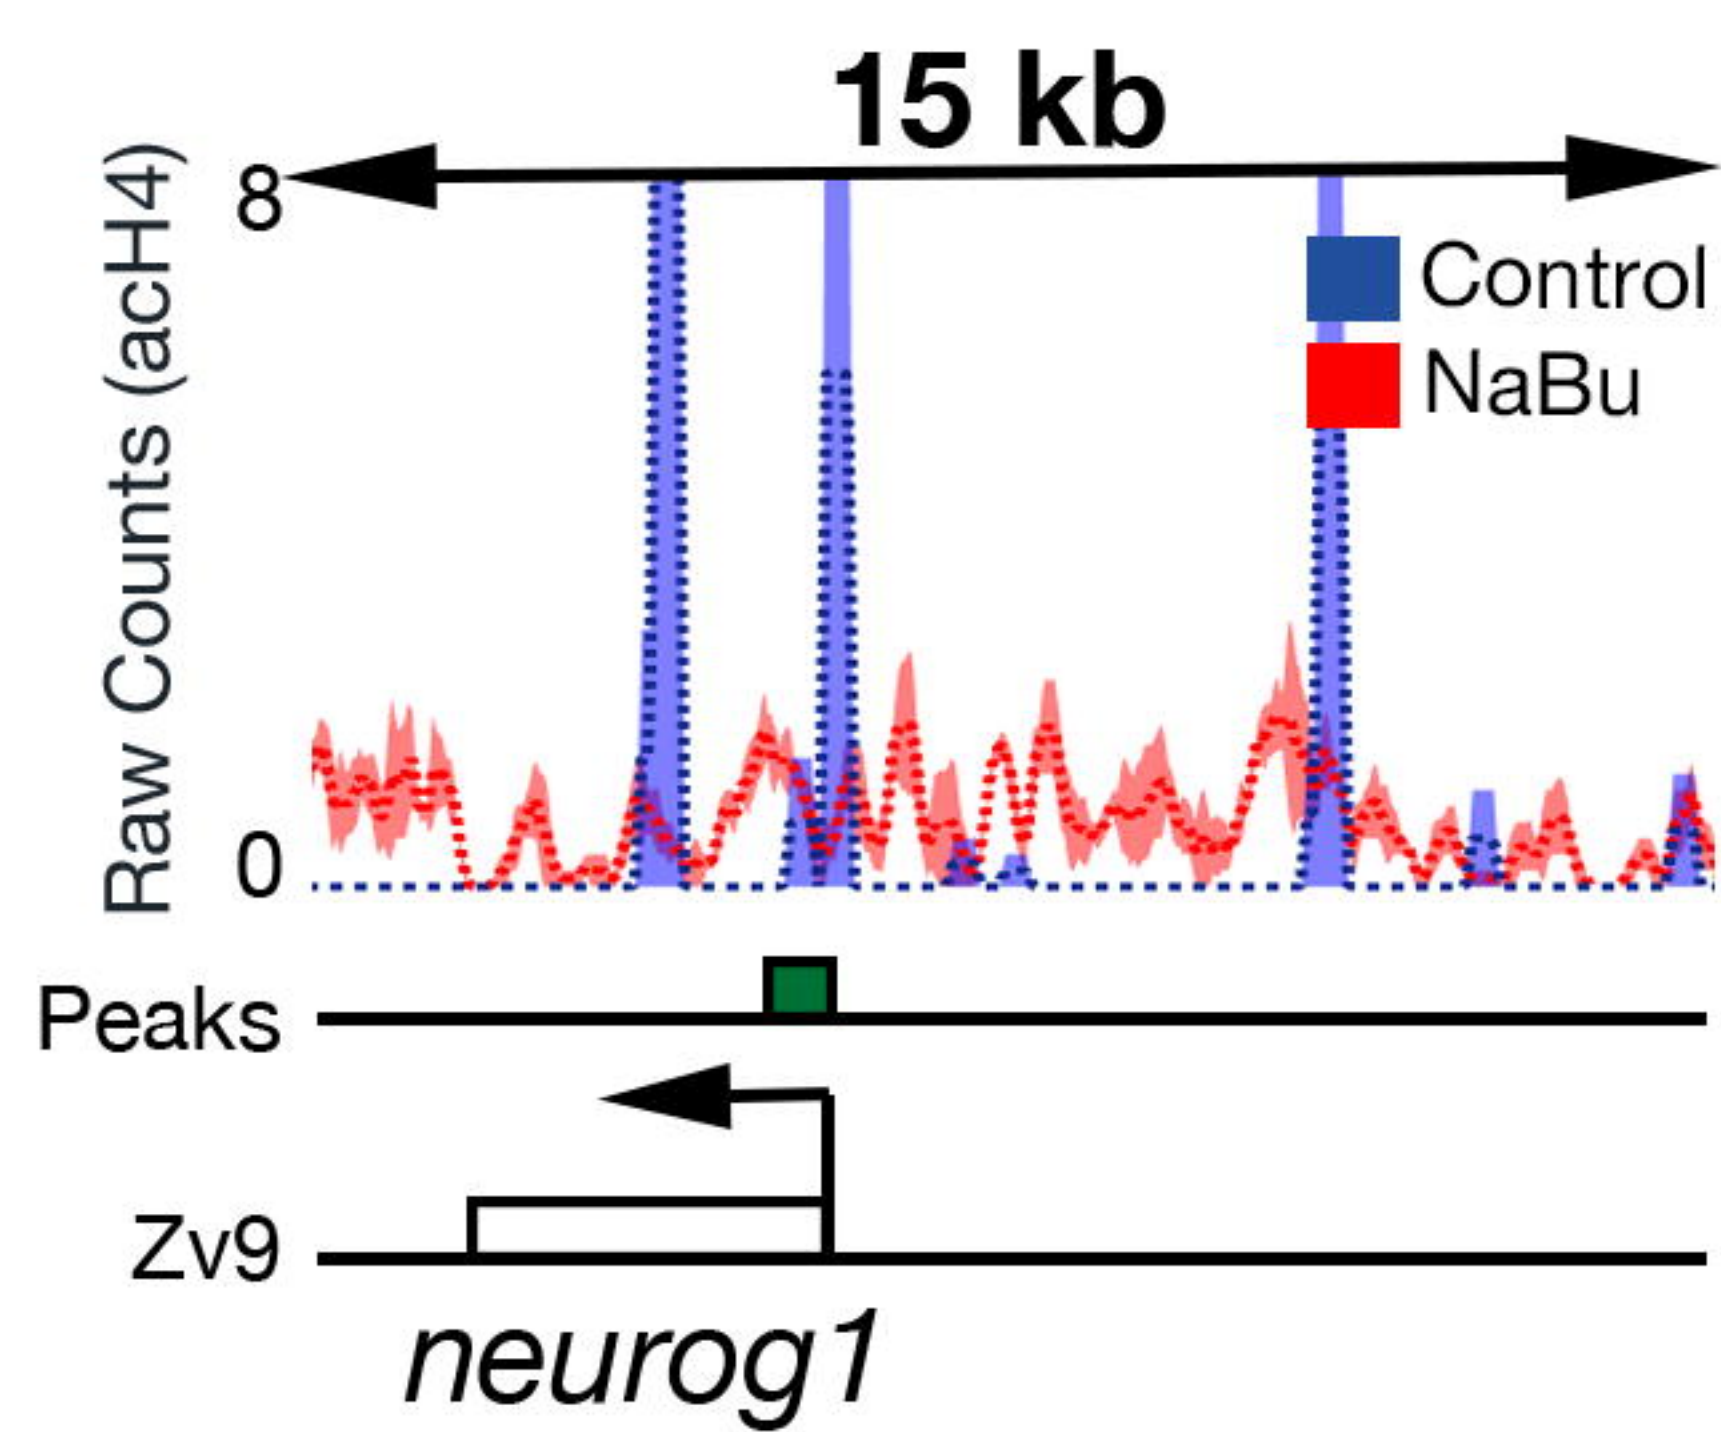 15 kb
8
Control
NaBu
Raw Counts (acH4)
0
Peaks
Zv9
neurog1